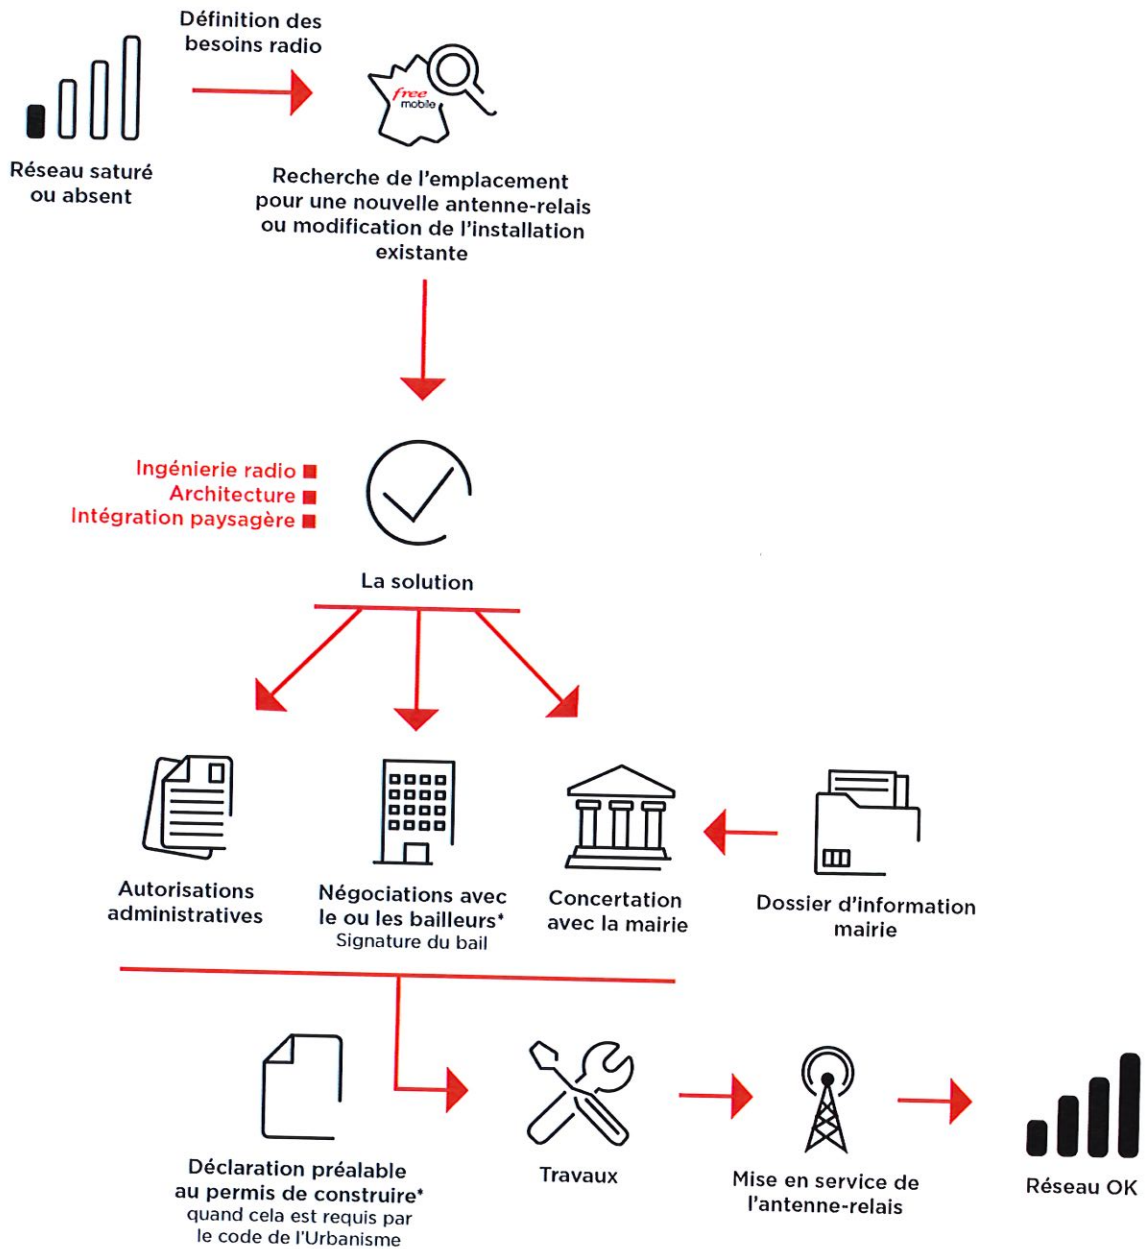 Définition des
besoins radio
free
mobile
Réseau saturé
ou absent
Recherche de l'emplacement
pour une nouvelle antenne-relais
ou modification de l'installation
existante
Ingénierie radio
Architecture
Intégration paysagère
La solution
Autorisations
administratives
Négociations avec
le ou les bailleurs*
Signature du bail
Concertation
avec la mairie
Dossier d'information
mairie
Déclaration préalable
au permis de construire*
quand cela est requis par
le code de l'Urbanisme
Travaux
Mise en service de
l'antenne-relais
Réseau OK